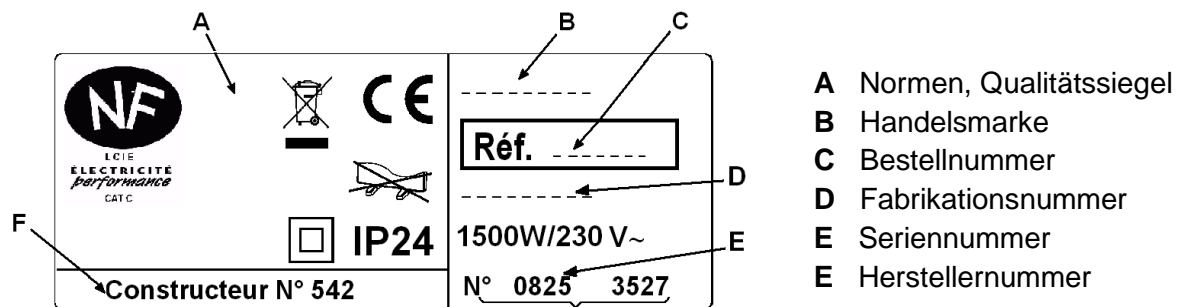 A
B
C
NF
LCIE
ÉLECTRICITÉ
performance
CAT C
CE
Réf.
D
F
IP24
1500W/230 V~
E
Constructeur N° 542
N° 0825 3527
A Normen, Qualitätssiegel
B Handelsmarke
C Bestellnummer
D Fabrikationsnummer
E Seriennummer
E Herstellernummer